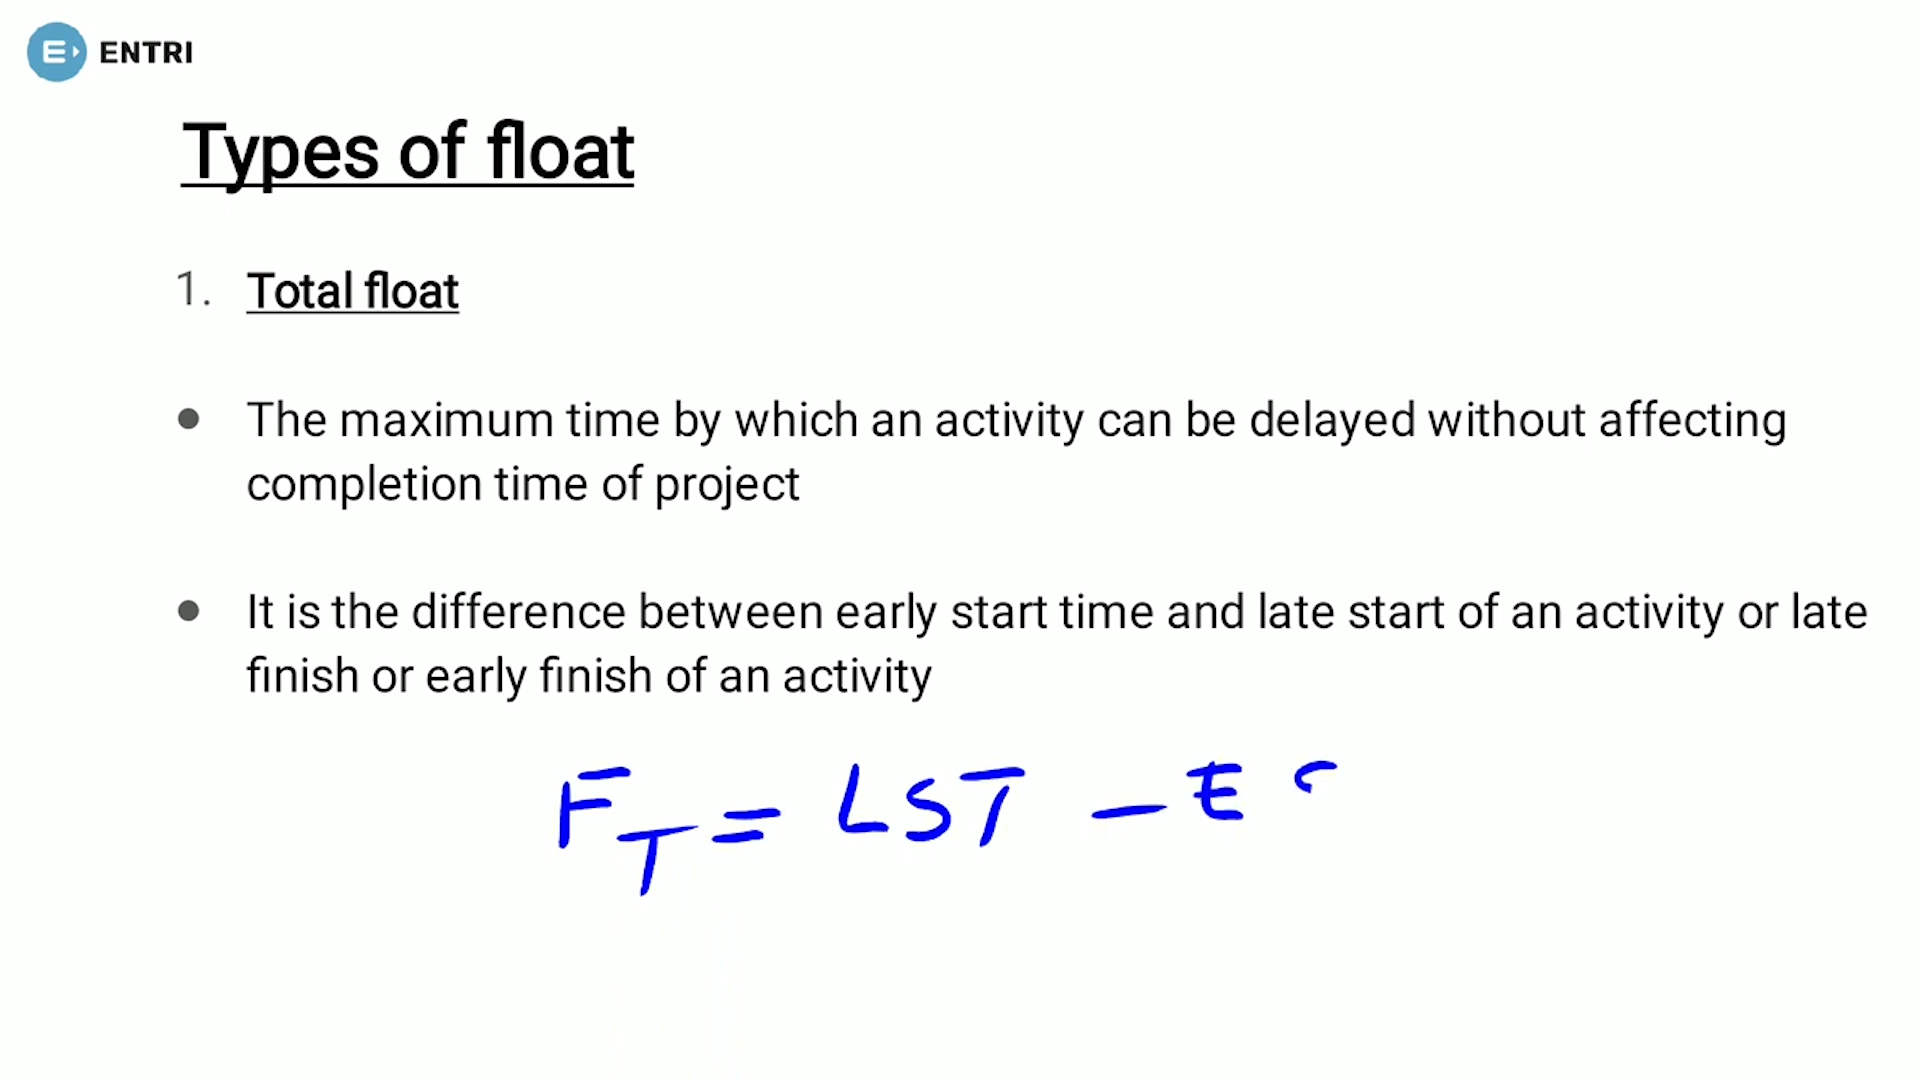 ENTRI
Types of float
1. Total float
● The maximum time by which an activity can be delayed without affecting
completion time of project
● It is the difference between early start time and late start of an activity or late
finish or early finish of an activity
F_T = LST - E